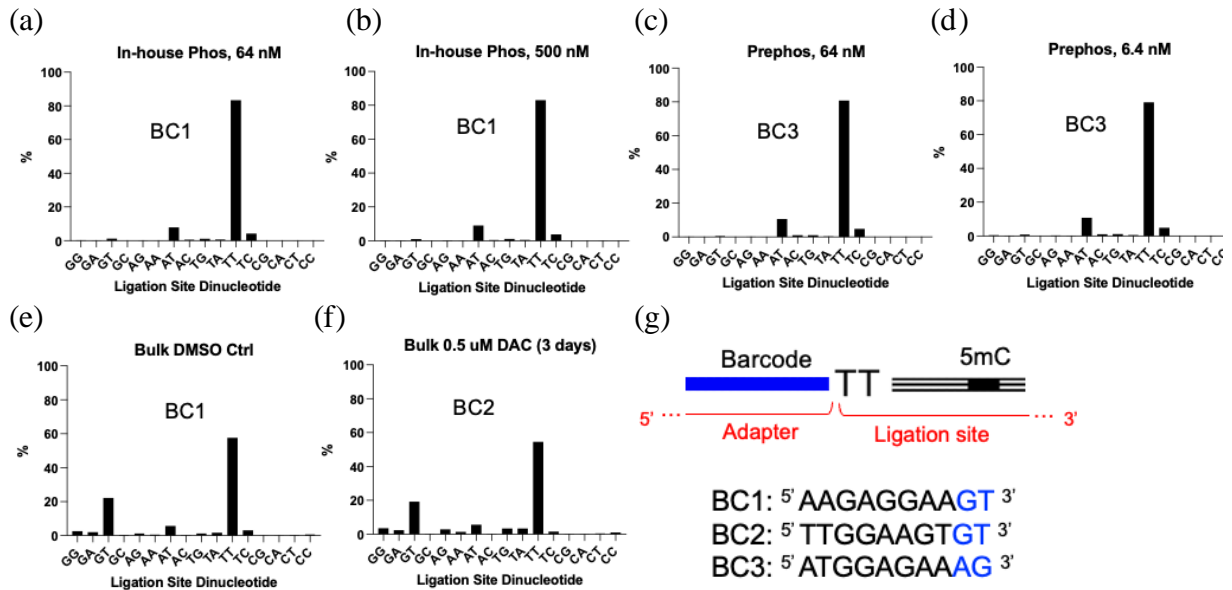 (a)
In-house Phos, 64 nM
100
80
60
40
20
0
%
BC1
GG GA GT GC AG AA AT AC TG TA TT TC CG CA CT CC
Ligation Site Dinucleotide
(b)
In-house Phos, 500 nM
100
80
60
40
20
0
%
BC1
GG GA GT GC AG AA AT AC TG TA TT TC CG CA CT CC
Ligation Site Dinucleotide
(c)
Prephos, 64 nM
100
80
60
40
20
0
%
BC3
GG GA GT GC AG AA AT AC TG TA TT TC CG CA CT CC
Ligation Site Dinucleotide
(d)
Prephos, 6.4 nM
100
80
60
40
20
0
%
BC3
GG GA GT GC AG AA AT AC TG TA TT TC CG CA CT CC
Ligation Site Dinucleotide
(e)
Bulk DMSO Ctrl
100
80
60
40
20
0
%
BC1
GG GA GT GC AG AA AT AC TG TA TT TC CG CA CT CC
Ligation Site Dinucleotide
(f)
Bulk 0.5 uM DAC (3 days)
100
80
60
40
20
0
%
BC2
GG GA GT GC AG AA AT AC TG TA TT TC CG CA CT CC
Ligation Site Dinucleotide
(g)
Barcode TT 5mC
5’ ... Adapter Ligation site ... 3’
BC1: 5’ AAGAGGAAGT 3’
BC2: 5’ TTGGAAGTGT 3’
BC3: 5’ ATGGAGAAAG 3’